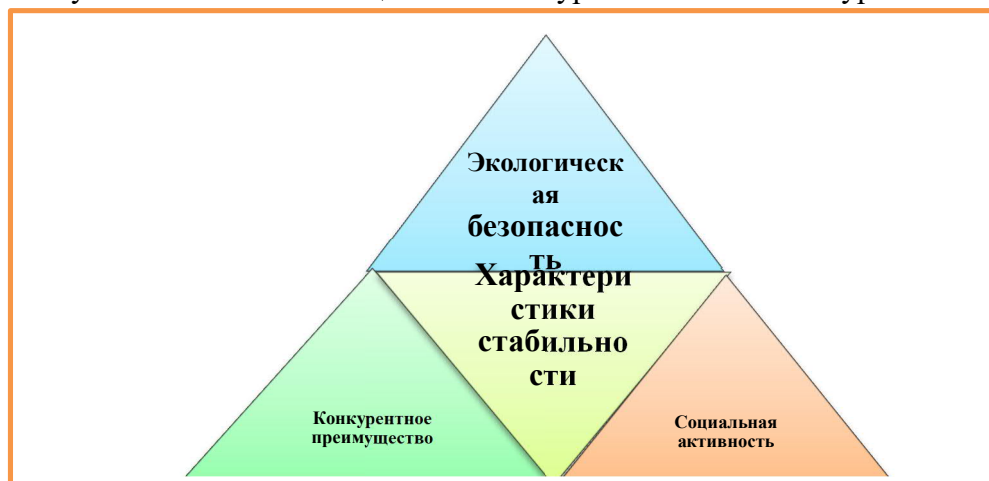 Экологическ
ая
безопаснос
ть
Характери
стики
стабильно
сти
Конкурентное
преимущество
Социальная
активность